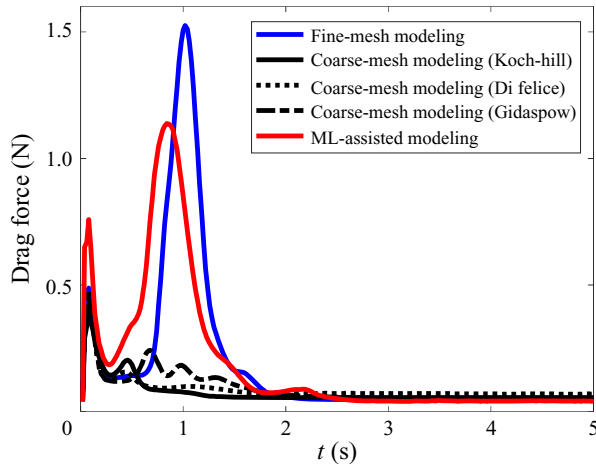 1.5
1.0
0.5
Drag force (N)
Fine-mesh modeling
Coarse-mesh modeling (Koch-hill)
Coarse-mesh modeling (Di felice)
Coarse-mesh modeling (Gidaspow)
ML-assisted modeling
0 1 2 3 4 5
t (s)